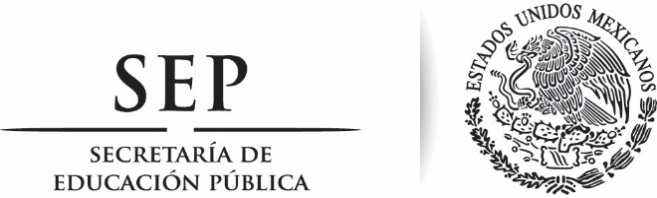 SEP
SECRETARÍA DE
EDUCACIÓN PÚBLICA
ESTADOS UNIDOS MEXICANOS